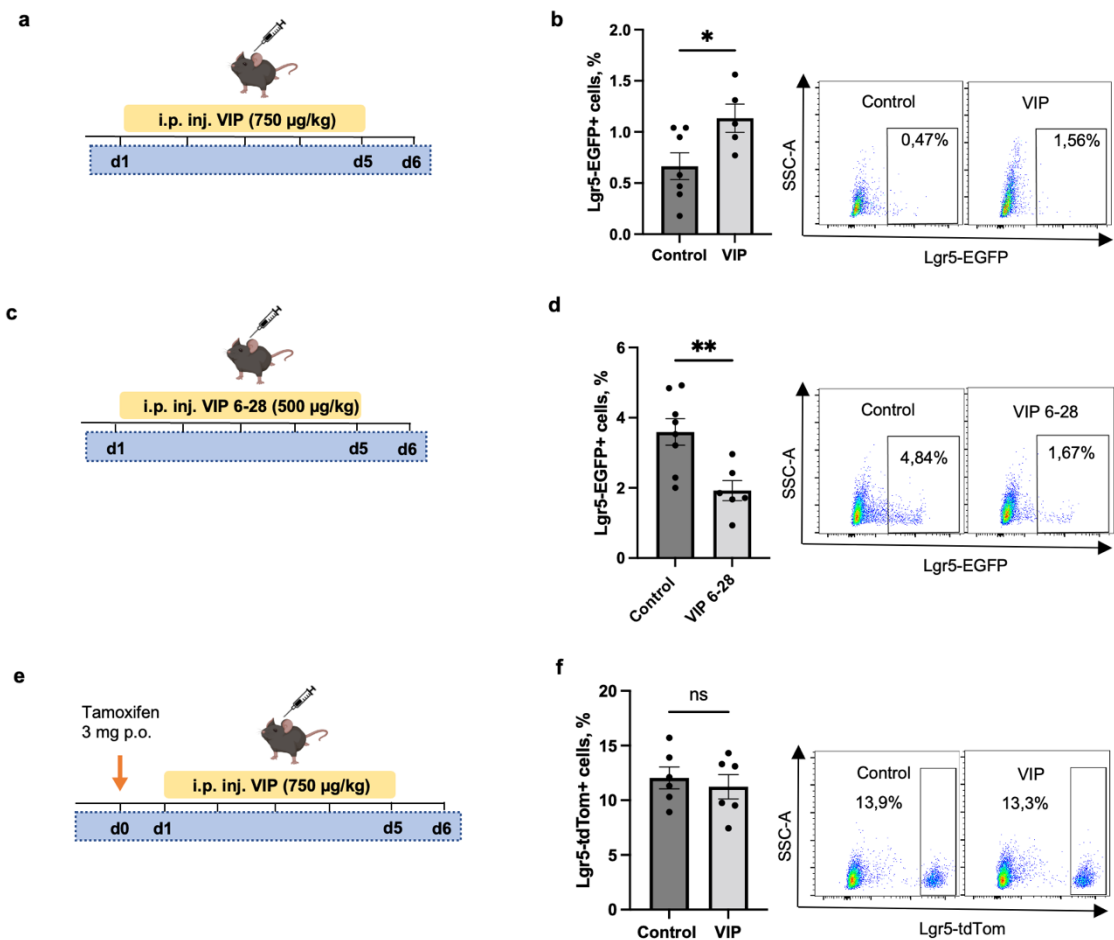 a
i.p. inj. VIP (750 µg/kg)
d1
d5
d6
b
Lgr5-EGFP+ cells, %
2.0
1.5
1.0
0.5
0.0
*
Control
VIP
SSC-A
Control
0,47%
VIP
1,56%
Lgr5-EGFP
c
i.p. inj. VIP 6-28 (500 µg/kg)
d1
d5
d6
d
Lgr5-EGFP+ cells, %
6
4
2
0
**
Control
VIP 6-28
SSC-A
Control
4,84%
VIP 6-28
1,67%
Lgr5-EGFP
e
Tamoxifen
3 mg p.o.
i.p. inj. VIP (750 µg/kg)
d0
d1
d5
d6
f
Lgr5-tdTom+ cells, %
20
15
10
5
0
ns
Control
VIP
SSC-A
Control
13,9%
VIP
13,3%
Lgr5-tdTom